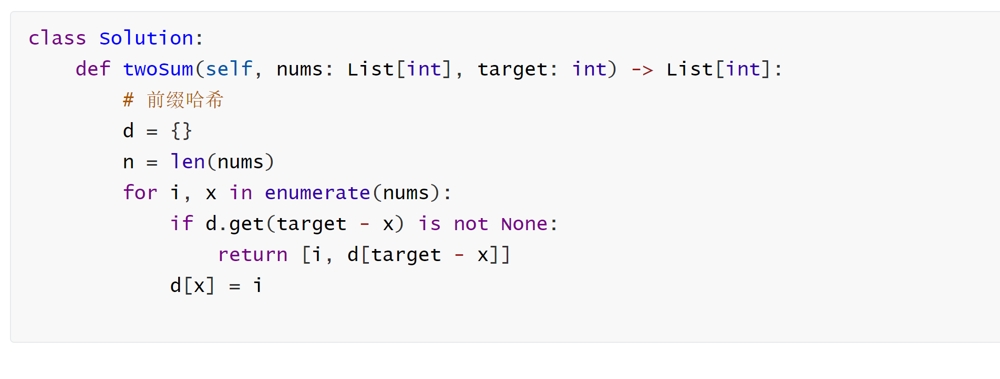 class Solution:
    def twoSum(self, nums: List[int], target: int) -> List[int]:
        # 前缀哈希
        d = {}
        n = len(nums)
        for i, x in enumerate(nums):
            if d.get(target - x) is not None:
                return [i, d[target - x]]
            d[x] = i